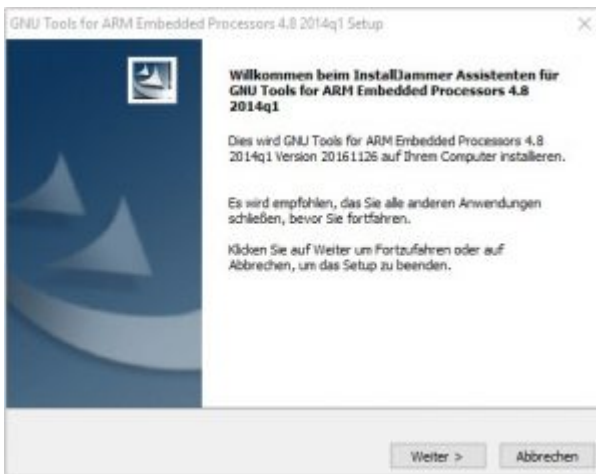 GNU Tools for ARM Embedded Processors 4.8 2014q1 Setup
Willkommen beim InstallJammer Assistenten für
GNU Tools for ARM Embedded Processors 4.8
2014q1
Dies wird GNU Tools for ARM Embedded Processors 4.8
2014q1 Version 20161126 auf Ihrem Computer installieren.
Es wird empfohlen, das Sie alle anderen Anwendungen
schließen, bevor Sie fortfahren.
Klicken Sie auf Weiter um Fortzufahren oder auf
Abbrechen, um das Setup zu beenden.
Weiter >
Abbrechen